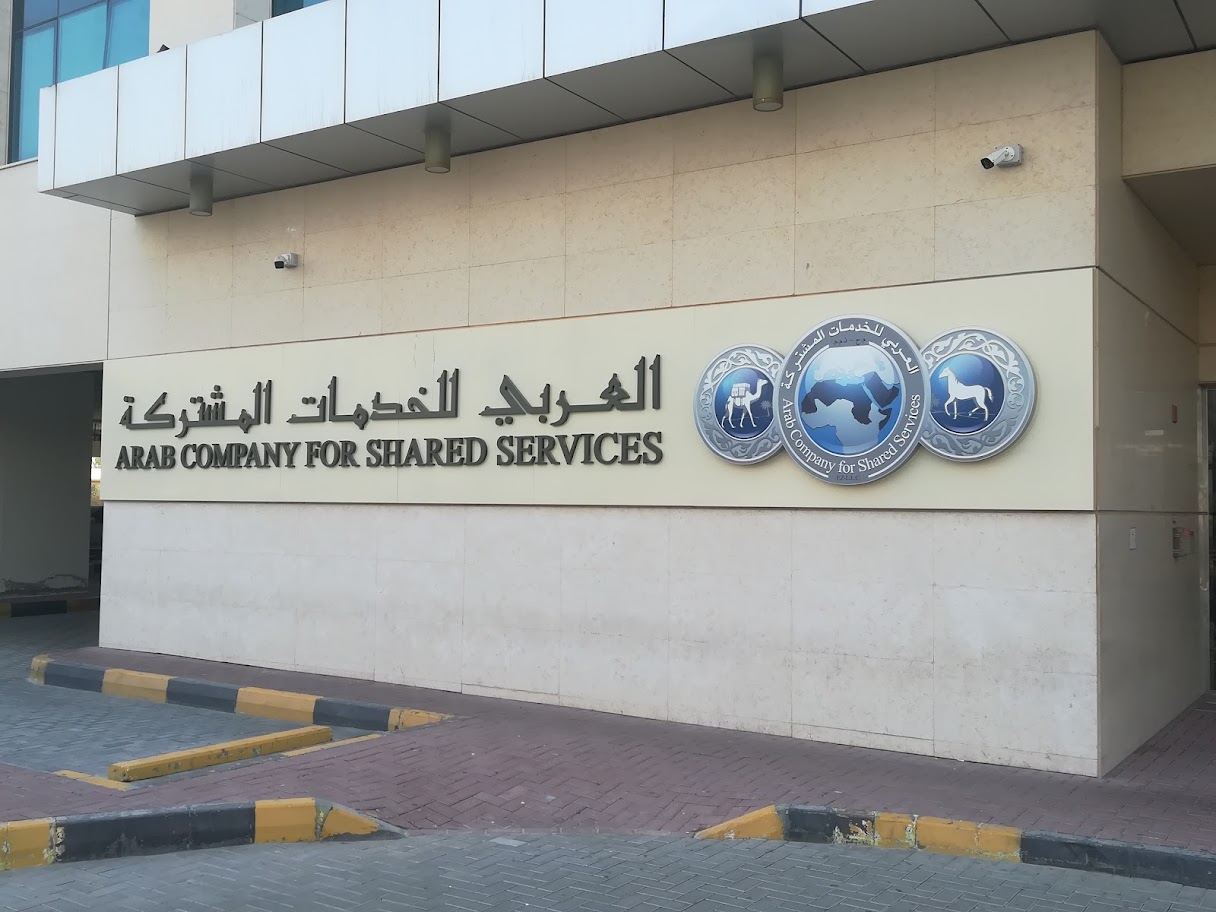 العربي للخدمات المشتركة
ARAB COMPANY FOR SHARED SERVICES
العربي للخدمات المشتركة
Arab Company for Shared Services